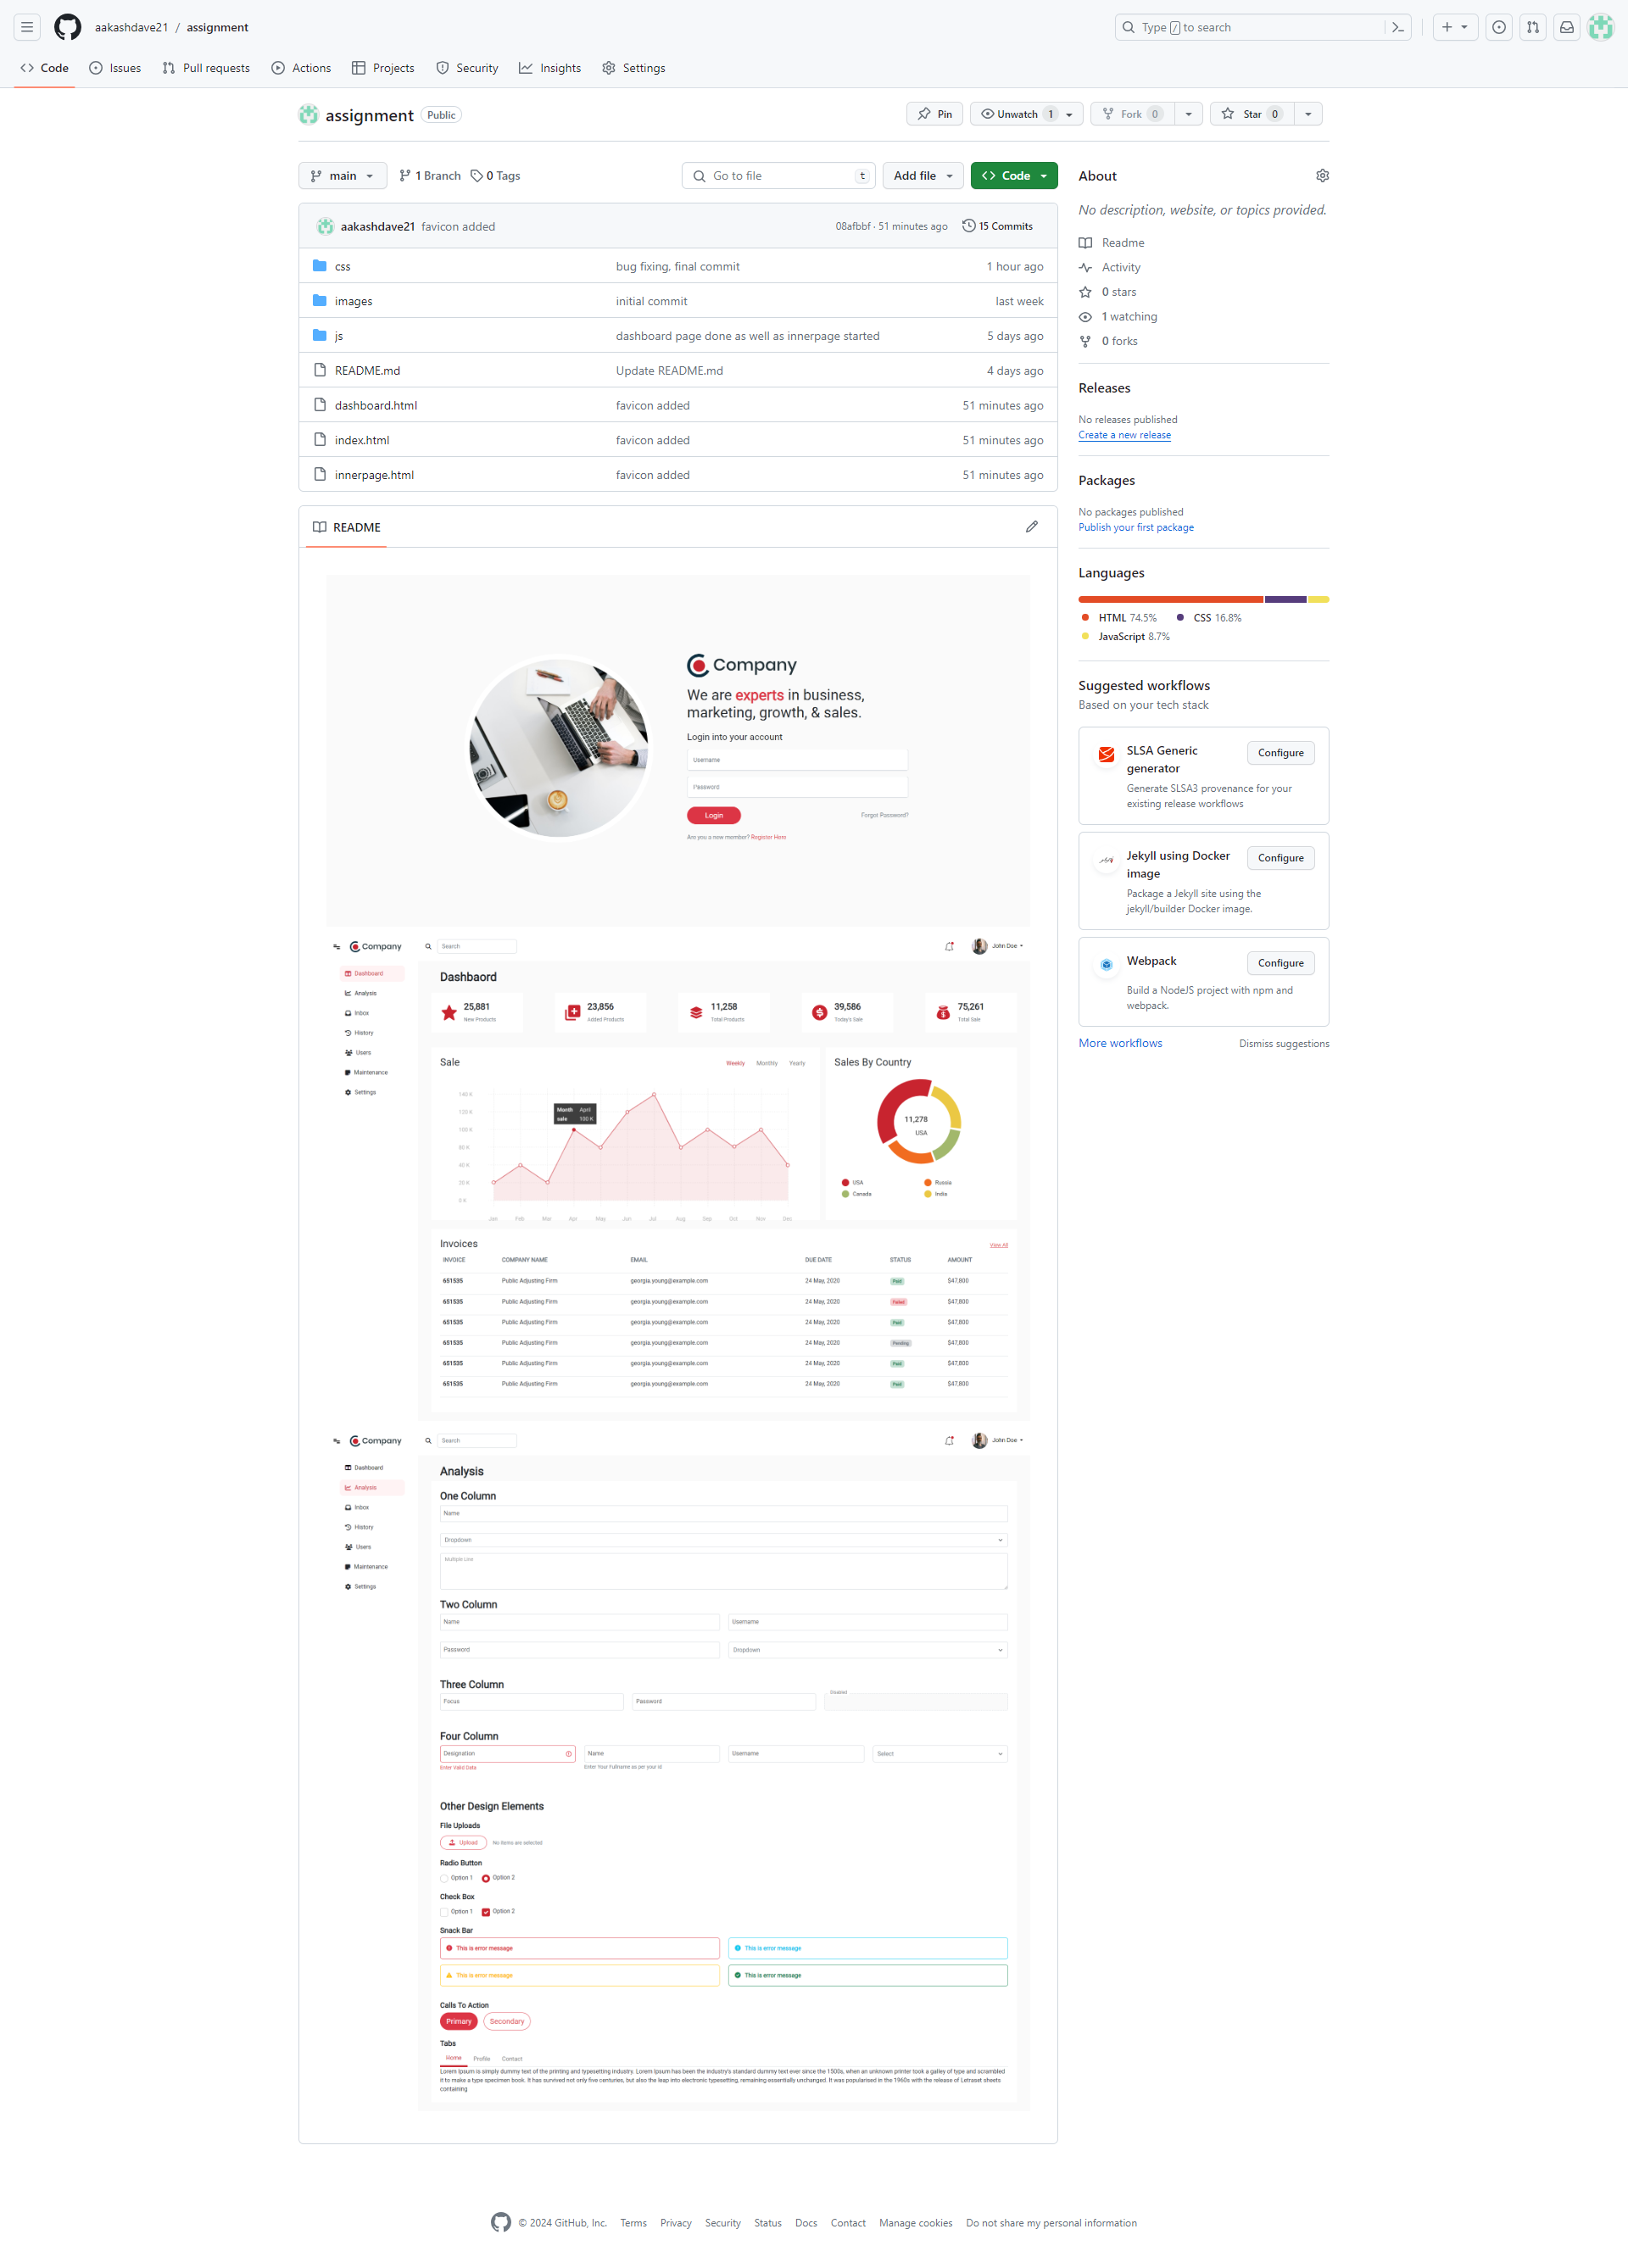 aakashdave21 / assignment
Type / to search
Code Issues Pull requests Actions Projects Security Insights Settings
assignment Public
Pin Unwatch 1 Fork 0 Star 0
main 1 Branch 0 Tags
Go to file t Add file Code
aakashdave21 favicon added 08afbbf · 51 minutes ago 15 Commits
css bug fixing, final commit 1 hour ago
images initial commit last week
js dashboard page done as well as innerpage started 5 days ago
README.md Update README.md 4 days ago
dashboard.html favicon added 51 minutes ago
index.html favicon added 51 minutes ago
innerpage.html favicon added 51 minutes ago
README
Company
We are experts in business,
marketing, growth, & sales.
Login into your account
Username
Password
Login Forgot Password?
Are you a new member? Register Here
Company Search John Doe
Dashboard
Analysis
Inbox
History
Users
Maintenance
Settings
Dashbaord
25,881
New Products
23,856
Added Products
11,258
Total Products
39,586
Today's Sale
75,261
Total Sale
Sale Weekly Monthly Yearly
140 K
120 K
100 K
80 K
40 K
20 K
0 K
Month April
sale 100 K
Jan Feb Mar Apr May Jun Jul Aug Sep Oct Nov Dec
Sales By Country
11,278
USA
USA Russia
Canada India
Invoices View All
INVOICE COMPANY NAME EMAIL DUE DATE STATUS AMOUNT
651535 Public Adjusting Firm georgia.young@example.com 24 May, 2020 Paid $47,800
651535 Public Adjusting Firm georgia.young@example.com 24 May, 2020 Failed $47,800
651535 Public Adjusting Firm georgia.young@example.com 24 May, 2020 Paid $47,800
651535 Public Adjusting Firm georgia.young@example.com 24 May, 2020 Pending $47,800
651535 Public Adjusting Firm georgia.young@example.com 24 May, 2020 Paid $47,800
651535 Public Adjusting Firm georgia.young@example.com 24 May, 2020 Paid $47,800
Company Search John Doe
Dashboard
Analysis
Inbox
History
Users
Maintenance
Settings
Analysis
One Column
Name
Dropdown
Multiple Line
Two Column
Name Username
Password Dropdown
Three Column
Focus Password Disabled
Four Column
Designation Name Username Select
Enter Valid Data Enter Your Fullname as per your id
Other Design Elements
File Uploads
Upload No items are selected
Radio Button
Option 1 Option 2
Check Box
Option 1 Option 2
Snack Bar
This is error message This is error message
This is error message This is error message
Calls To Action
Primary Secondary
Tabs
Home Profile Contact
Lorem Ipsum is simply dummy text of the printing and typesetting industry. Lorem Ipsum has been the industry's standard dummy text ever since the 1500s, when an unknown printer took a galley of type and scrambled
it to make a type specimen book. It has survived not only five centuries, but also the leap into electronic typesetting, remaining essentially unchanged. It was popularised in the 1960s with the release of Letraset sheets
containing
About
No description, website, or topics provided.
Readme
Activity
0 stars
1 watching
0 forks
Releases
No releases published
Create a new release
Packages
No packages published
Publish your first package
Languages
HTML 74.5% CSS 16.8%
JavaScript 8.7%
Suggested workflows
Based on your tech stack
SLSA Generic
generator
Configure
Generate SLSA3 provenance for your
existing release workflows
Jekyll using Docker
image
Configure
Package a Jekyll site using the
jekyll/builder Docker image.
Webpack
Configure
Build a NodeJS project with npm and
webpack.
More workflows Dismiss suggestions
© 2024 GitHub, Inc. Terms Privacy Security Status Docs Contact Manage cookies Do not share my personal information